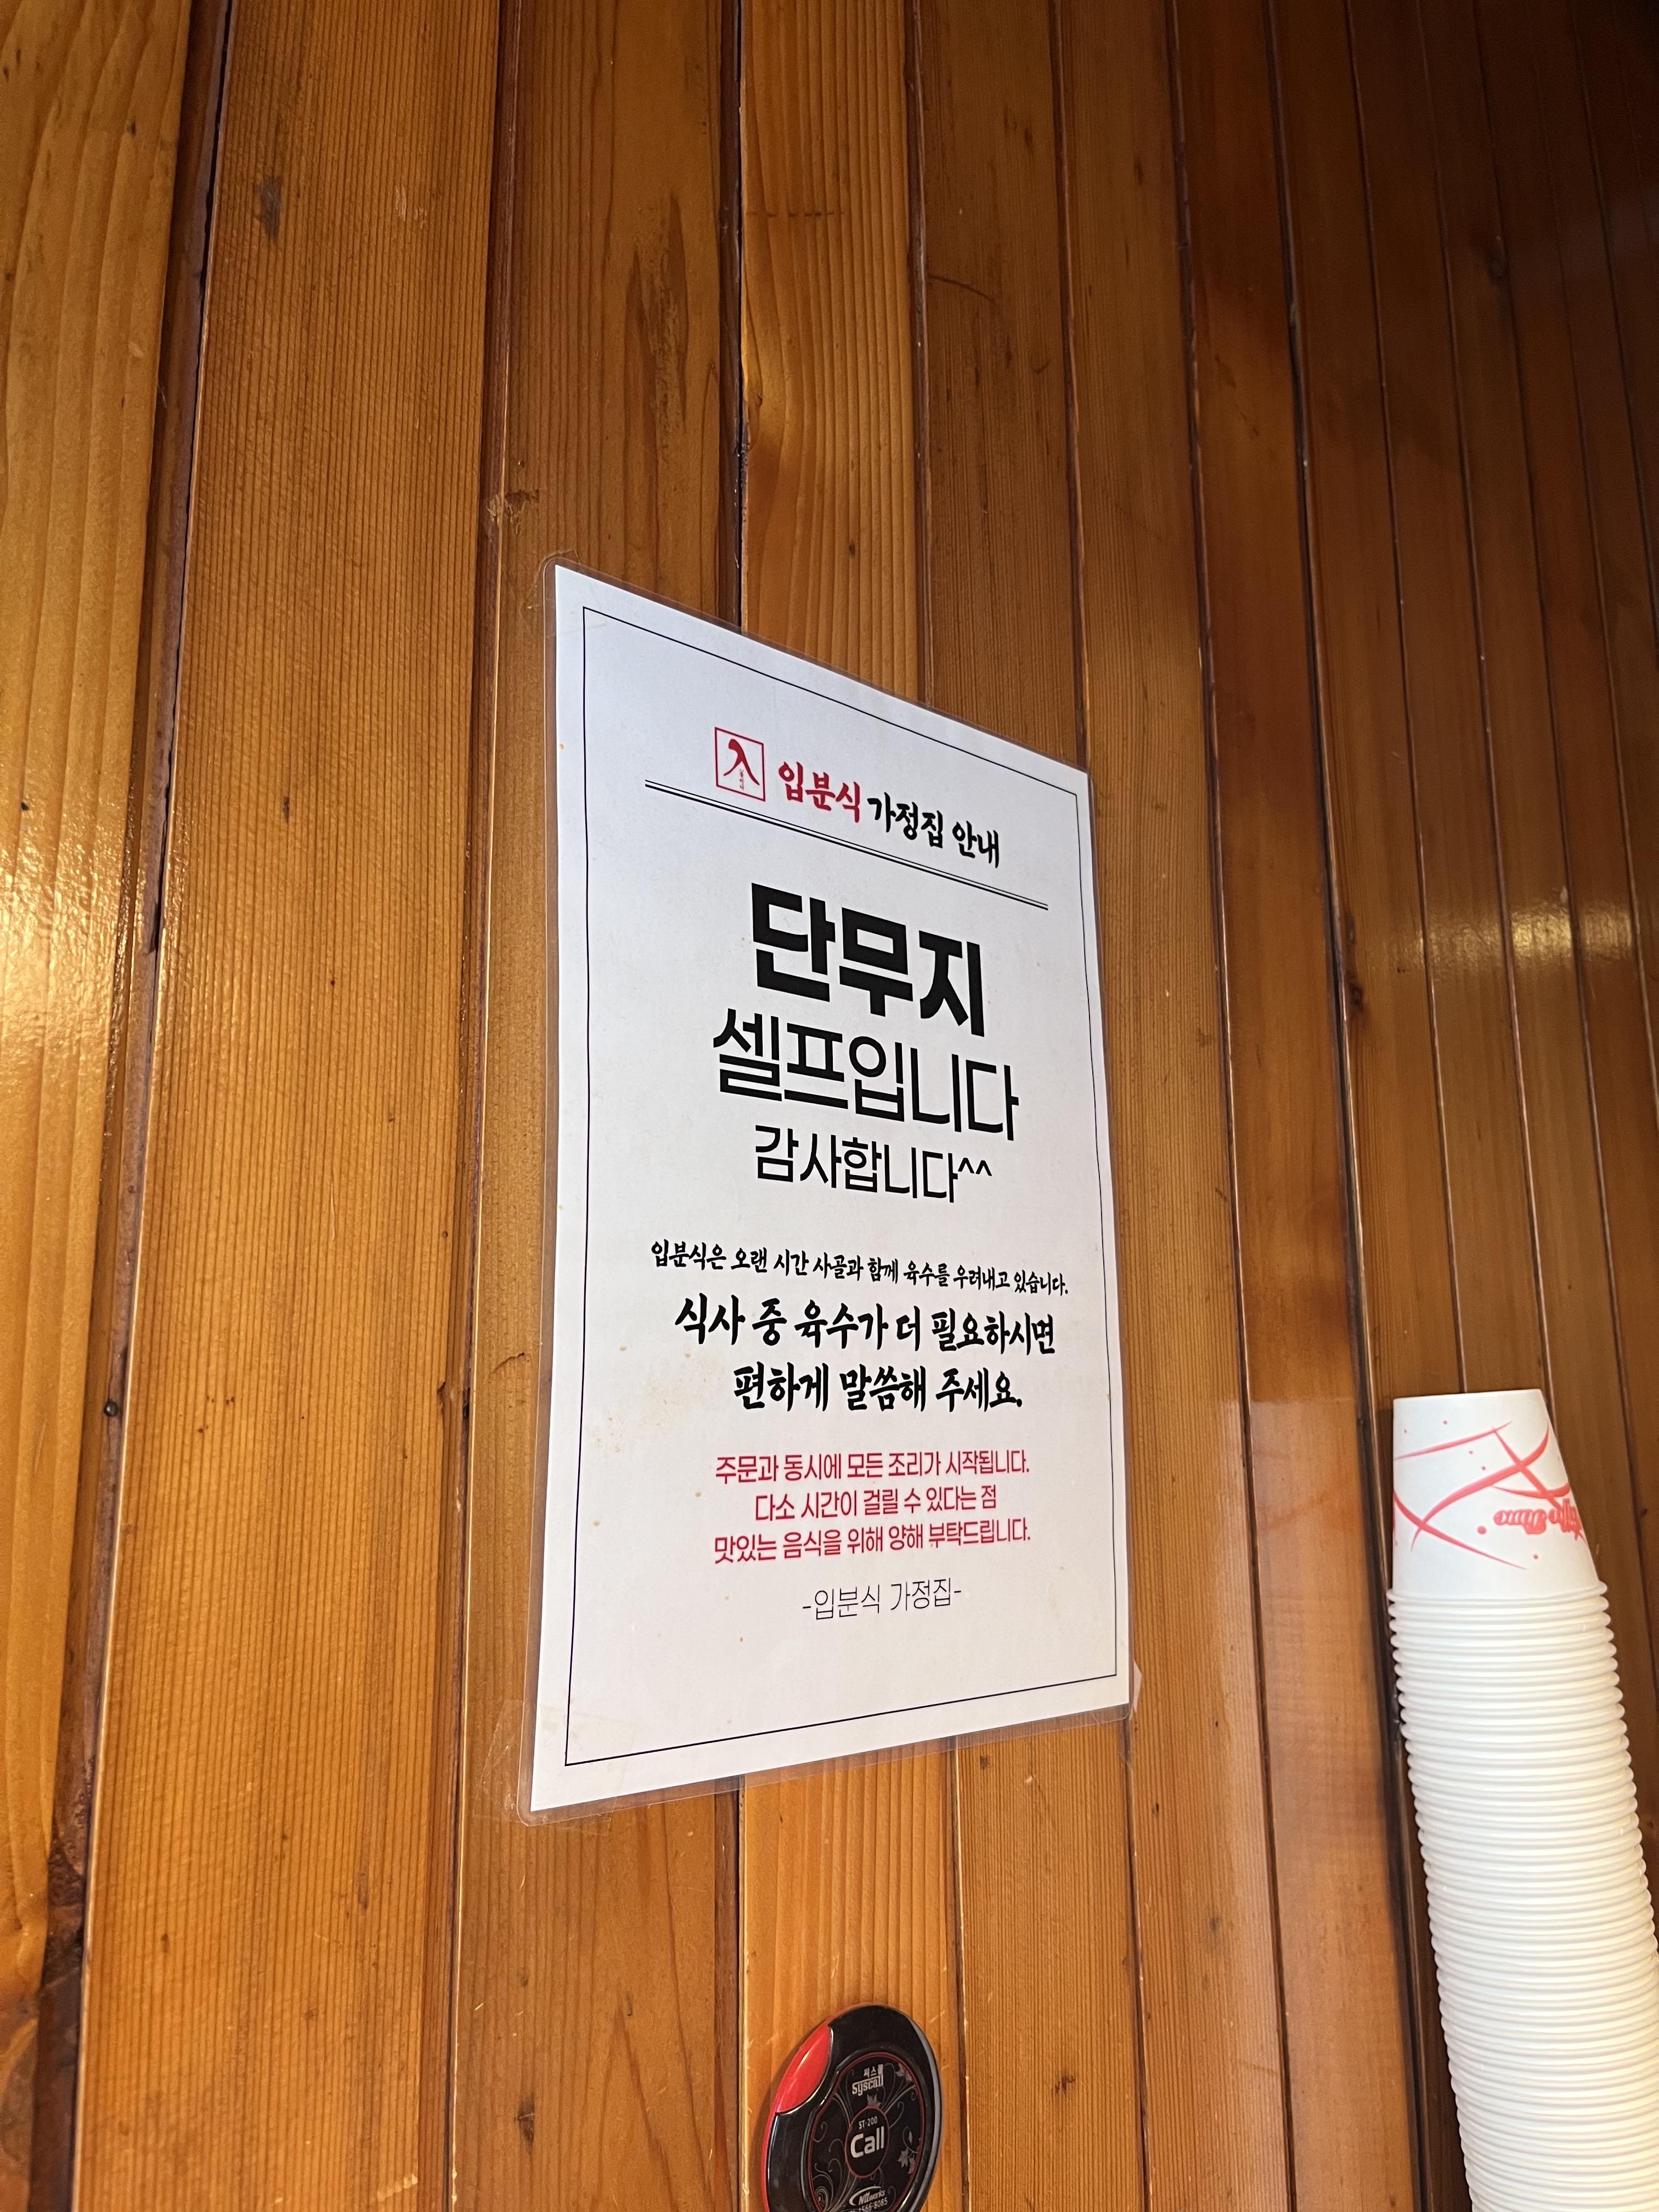 입분식 가정집 안내
단무지
셀프입니다
감사합니다^^
입분식은 오랜 시간 사골과 함께 육수를 우려내고 있습니다.
식사 중 육수가 더 필요하시면
편하게 말씀해 주세요.
주문과 동시에 모든 조리가 시작됩니다.
다소 시간이 걸릴 수 있다는 점
맛있는 음식을 위해 양해 부탁드립니다.
-입분식 가정집-
씨스콜
Syscall
ST-200
Call